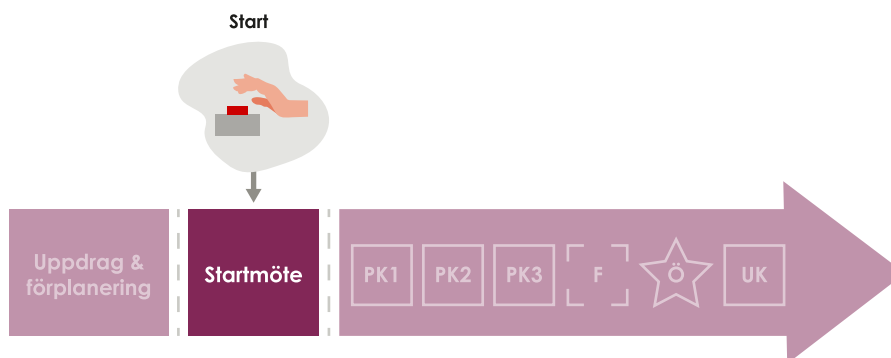 Start
Uppdrag &
förplanering
Startmöte
PK1
PK2
PK3
F
Ö
UK